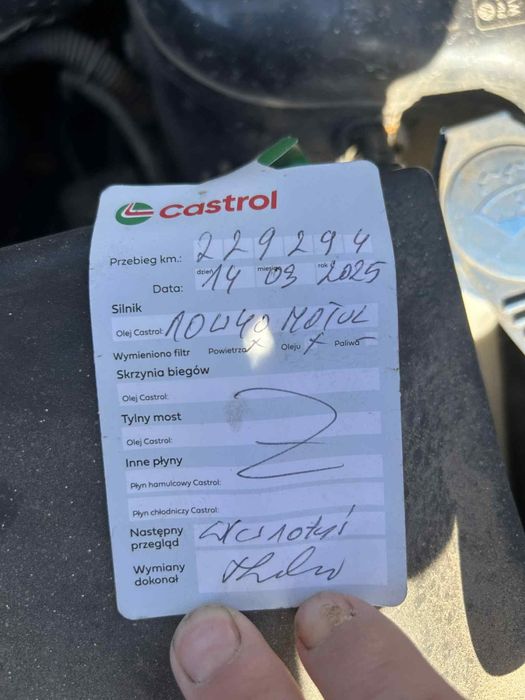 Castrol
Przebieg km.: 229294
dzień miesiąc rok
Data: 14 03 2025
Silnik
Olej Castrol: 10W40 MOTUL
Wymieniono filtr Powietrza x Oleju x Paliwa –
Skrzynia biegów
Olej Castrol:
Tylny most
Olej Castrol:
Inne płyny
Płyn hamulcowy Castrol:
Płyn chłodniczy Castrol:
Następny
przegląd
Wymiany
dokonał